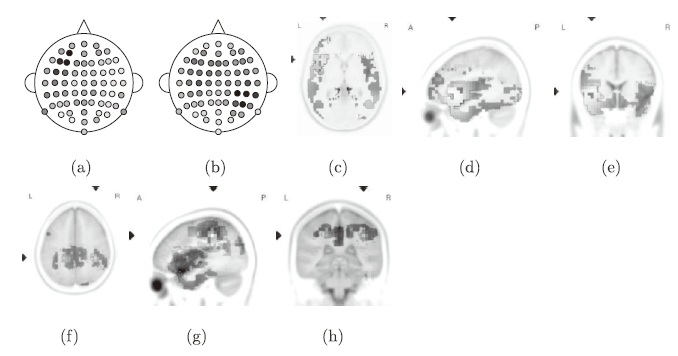 L R A P L R
(a) (b) (c) (d) (e)
L R A P L R
(f) (g) (h)